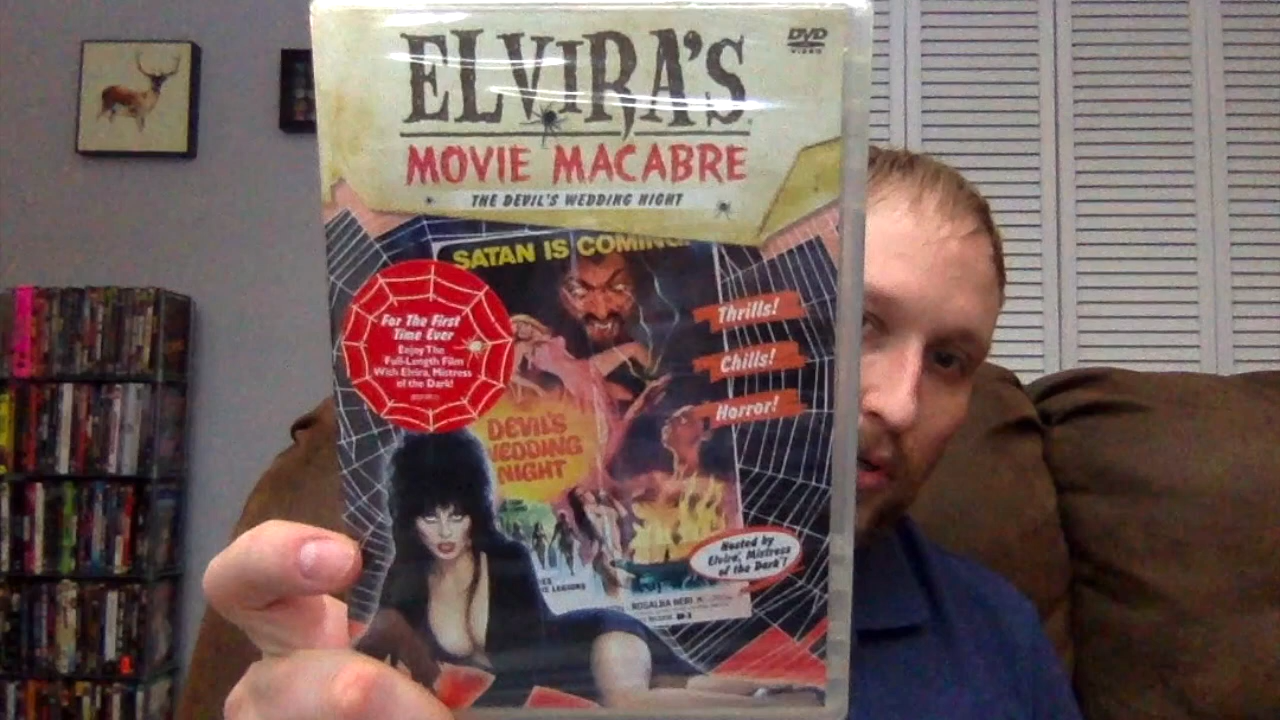 ELVIRA'S
DVD
VIDEO
MOVIE MACABRE
THE DEVIL'S WEDDING NIGHT
SATAN IS COMING!
For The First
Time Ever
Enjoy The
Full-Length Film
With Elvira, Mistress
of the Dark!
Thrills!
Chills!
Horror!
DEVIL'S
WEDDING
NIGHT
Hosted by
Elvira, Mistress
of the Dark!
LEGIONS
ROSALBA NERI